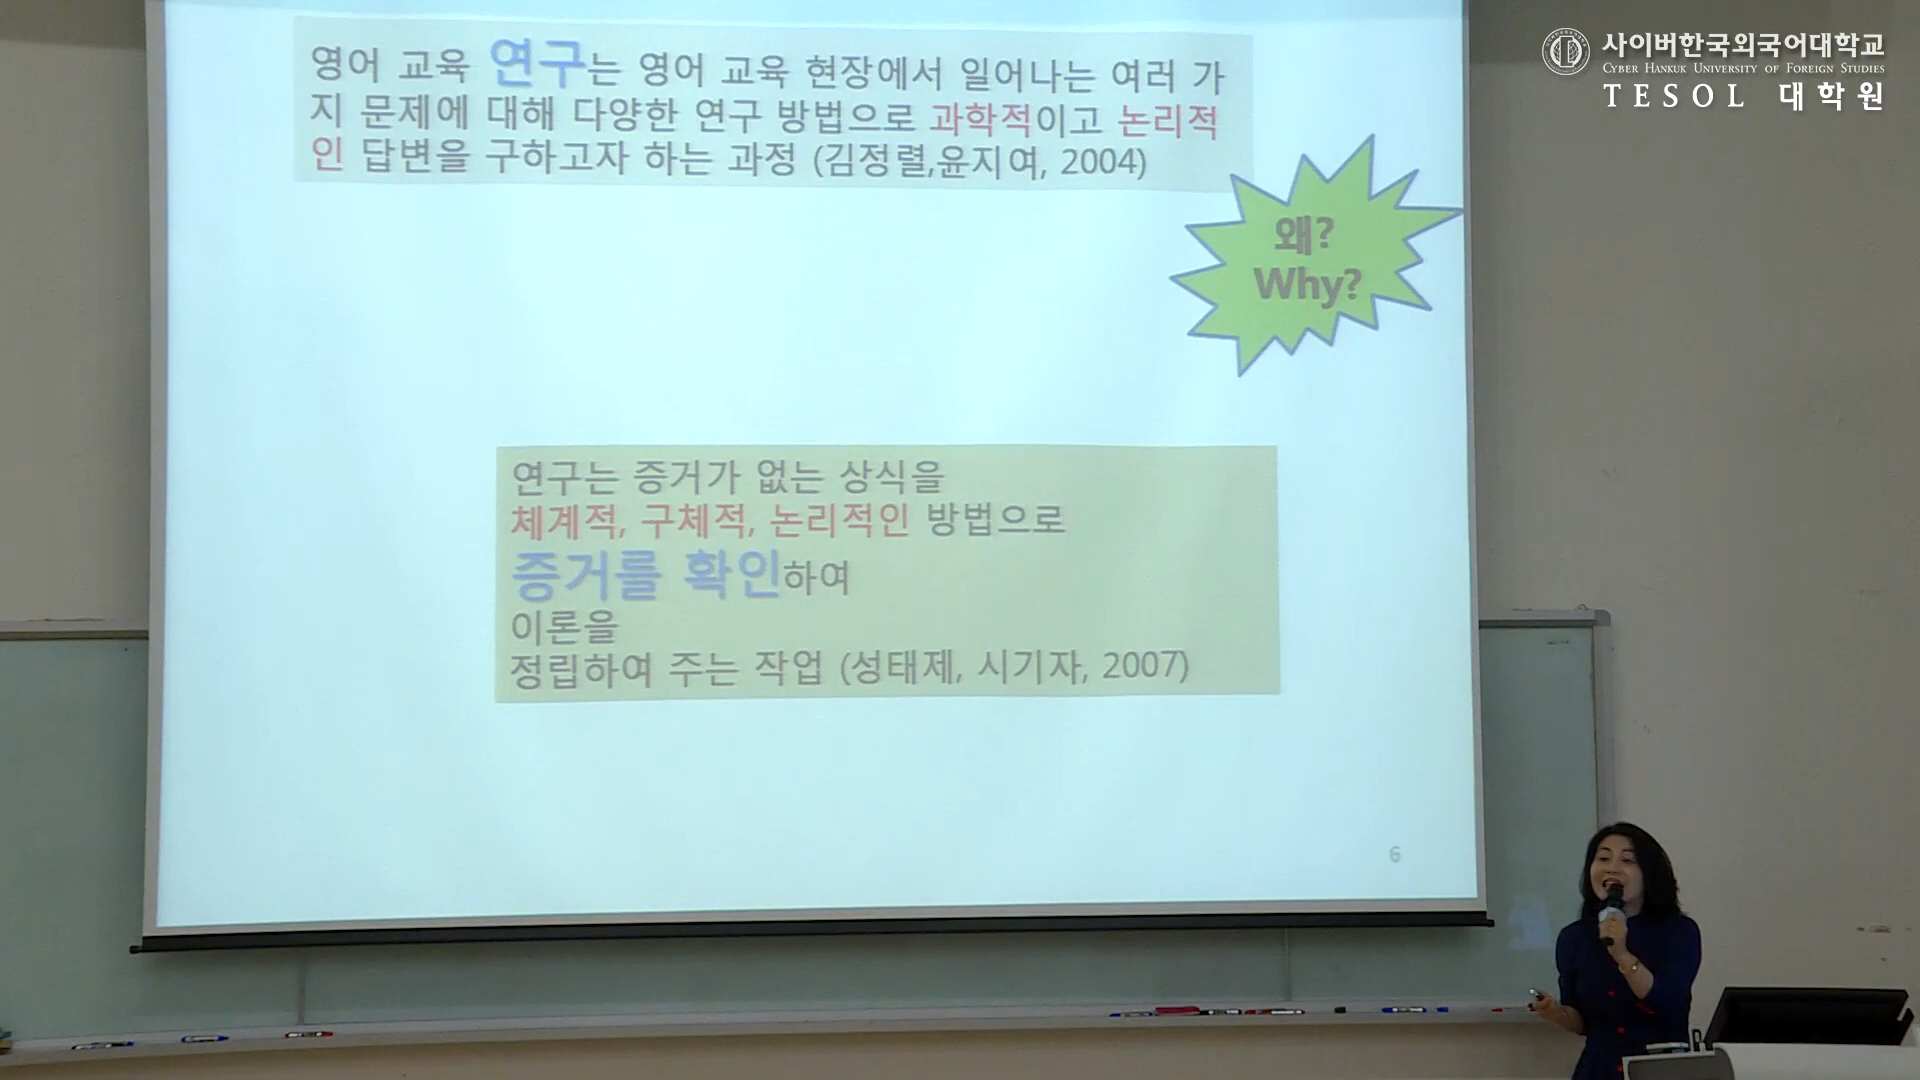 사이버한국외국어대학교
CYBER HANKUK UNIVERSITY OF FOREIGN STUDIES
TESOL 대학원
영어 교육 연구는 영어 교육 현장에서 일어나는 여러 가
지 문제에 대해 다양한 연구 방법으로 과학적이고 논리적
인 답변을 구하고자 하는 과정 (김정렬,윤지여, 2004)
왜?
Why?
연구는 증거가 없는 상식을
체계적, 구체적, 논리적인 방법으로
증거를 확인하여
이론을
정립하여 주는 작업 (성태제, 시기자, 2007)
6